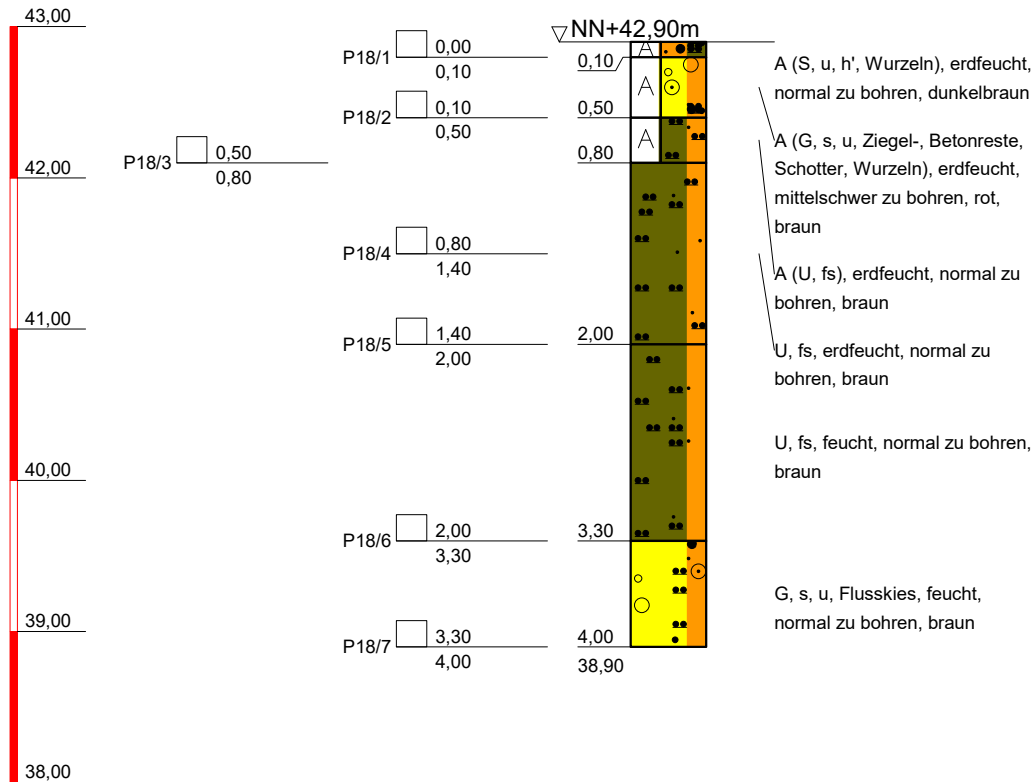 43,00
42,00
41,00
40,00
39,00
38,00
P18/1 0,00
0,10
P18/2 0,10
0,50
P18/3 0,50
0,80
P18/4 0,80
1,40
P18/5 1,40
2,00
P18/6 2,00
3,30
P18/7 3,30
4,00
NN+42,90m
0,10
0,50
0,80
2,00
3,30
4,00
38,90
A
A
A
A (S, u, h', Wurzeln), erdfeucht,
normal zu bohren, dunkelbraun
A (G, s, u, Ziegel-, Betonreste,
Schotter, Wurzeln), erdfeucht,
mittelschwer zu bohren, rot,
braun
A (U, fs), erdfeucht, normal zu
bohren, braun
U, fs, erdfeucht, normal zu
bohren, braun
U, fs, feucht, normal zu bohren,
braun
G, s, u, Flusskies, feucht,
normal zu bohren, braun